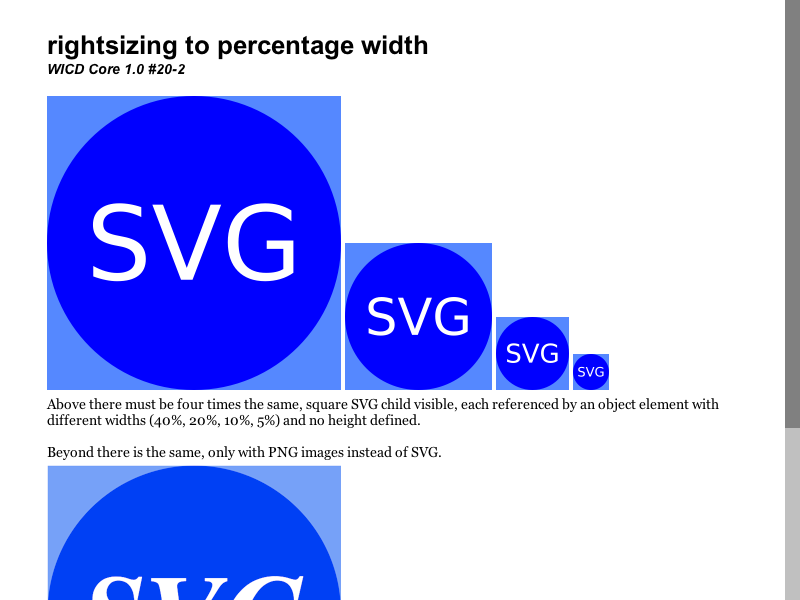 rightsizing to percentage width
WICD Core 1.0 #20-2
SVG
SVG
SVG
SVG
Above there must be four times the same, square SVG child visible, each referenced by an object element with
different widths (40%, 20%, 10%, 5%) and no height defined.
Beyond there is the same, only with PNG images instead of SVG.
SVG